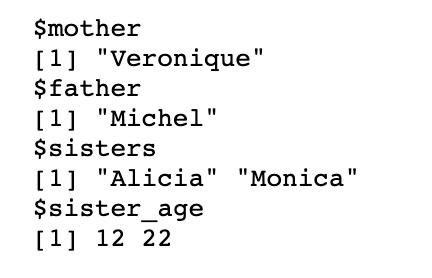 $mother
[1] "Veronique"
$father
[1] "Michel"
$sisters
[1] "Alicia" "Monica"
$sister_age
[1] 12 22